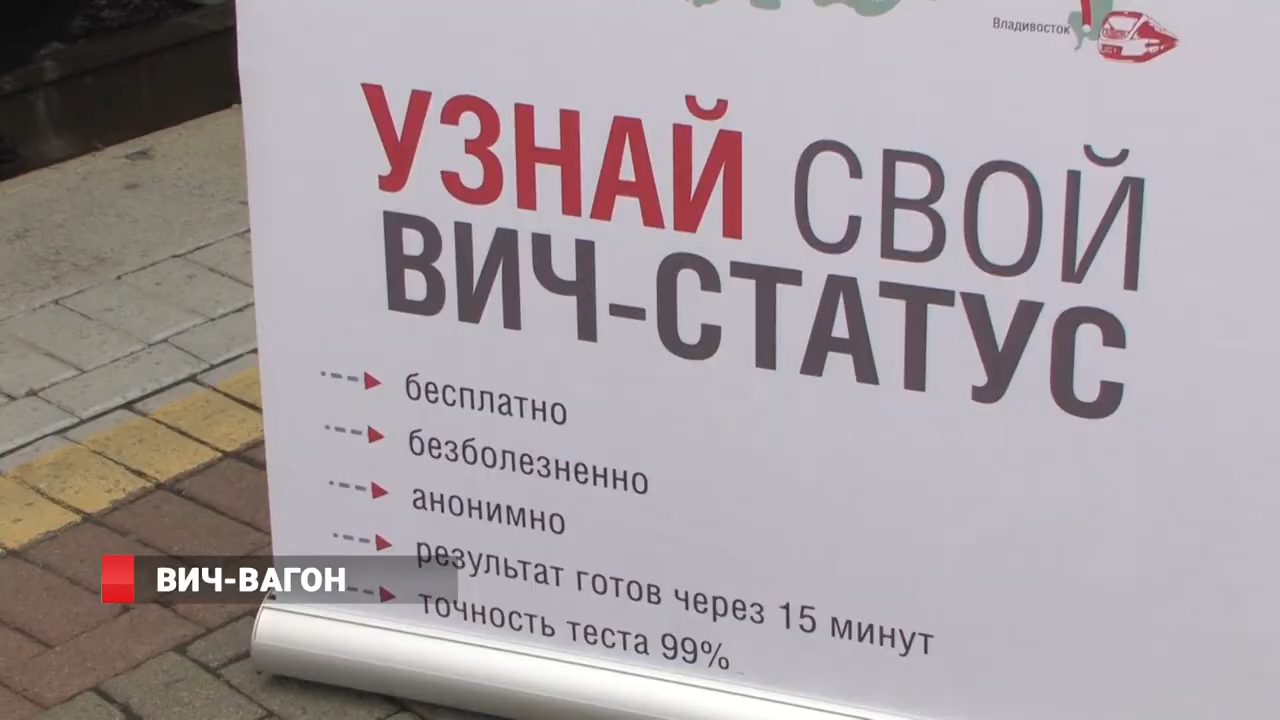 Владивосток
УЗНАЙ СВОЙ
ВИЧ-СТАТУС
бесплатно
безболезненно
анонимно
результат готов через 15 минут
точность теста 99%
ВИЧ-ВАГОН